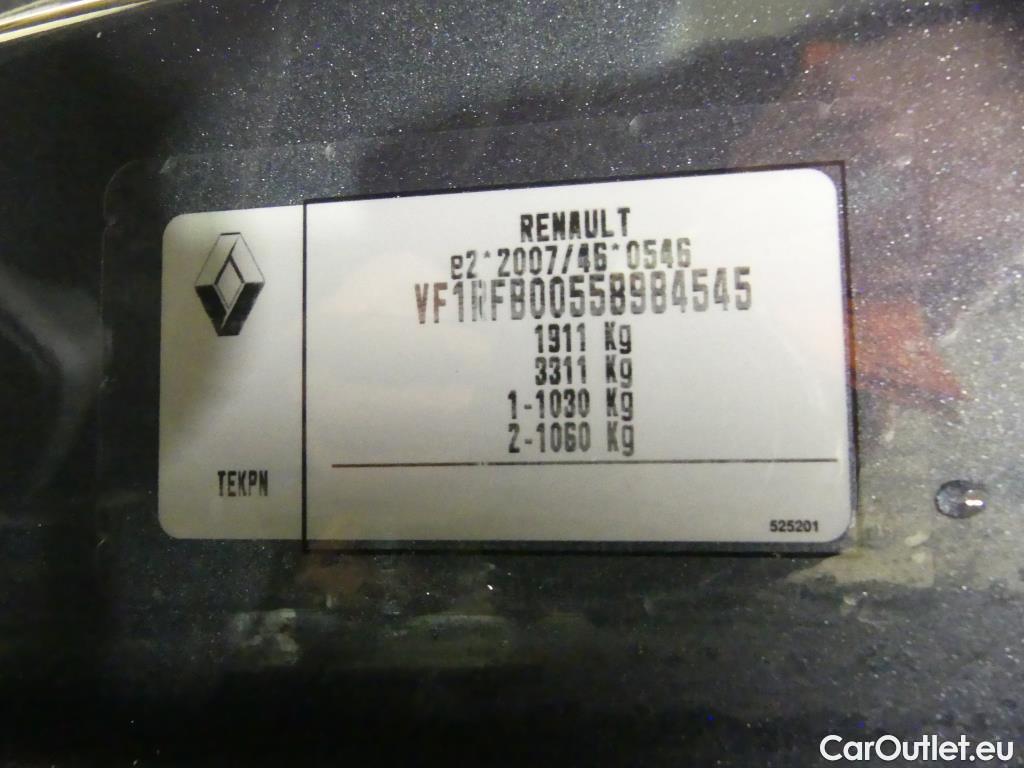 RENAULT
e2*2007/46*0546
VF1RFB00558984545
1911 Kg
3311 Kg
1-1030 Kg
2-1060 Kg
TEKPN
525201
CarOutlet.eu